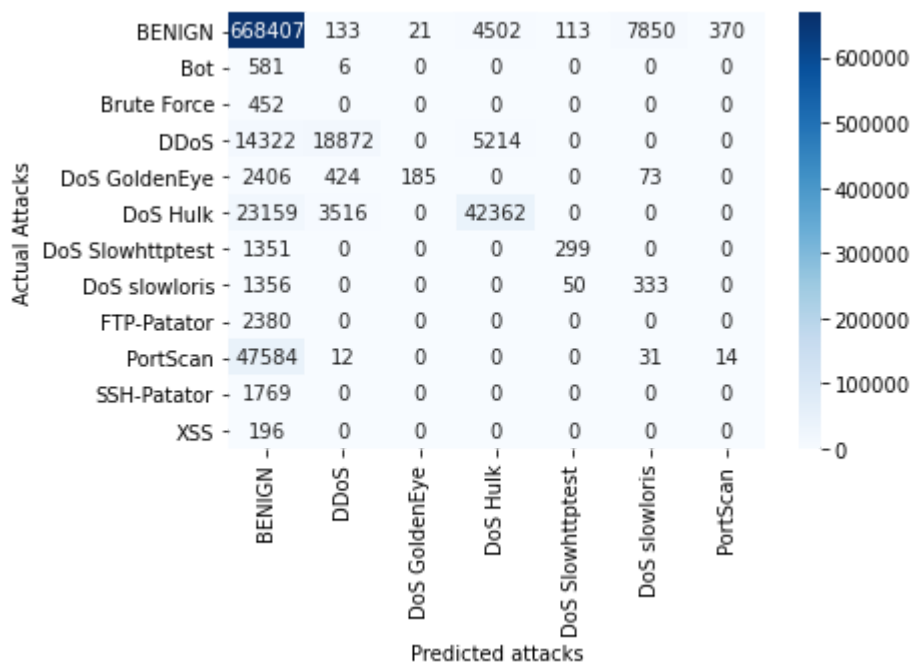 BENIGN 668407 133 21 4502 113 7850 370
Bot 581 6 0 0 0 0 0
Brute Force 452 0 0 0 0 0 0
DDoS 14322 18872 0 5214 0 0 0
DoS GoldenEye 2406 424 185 0 0 73 0
DoS Hulk 23159 3516 0 42362 0 0 0
DoS Slowhttptest 1351 0 0 0 299 0 0
DoS slowloris 1356 0 0 0 50 333 0
FTP-Patator 2380 0 0 0 0 0 0
PortScan 47584 12 0 0 0 31 14
SSH-Patator 1769 0 0 0 0 0 0
XSS 196 0 0 0 0 0 0
Actual Attacks
BENIGN
DDoS
DoS GoldenEye
DoS Hulk
DoS Slowhttptest
DoS slowloris
PortScan
Predicted attacks
600000
500000
400000
300000
200000
100000
0